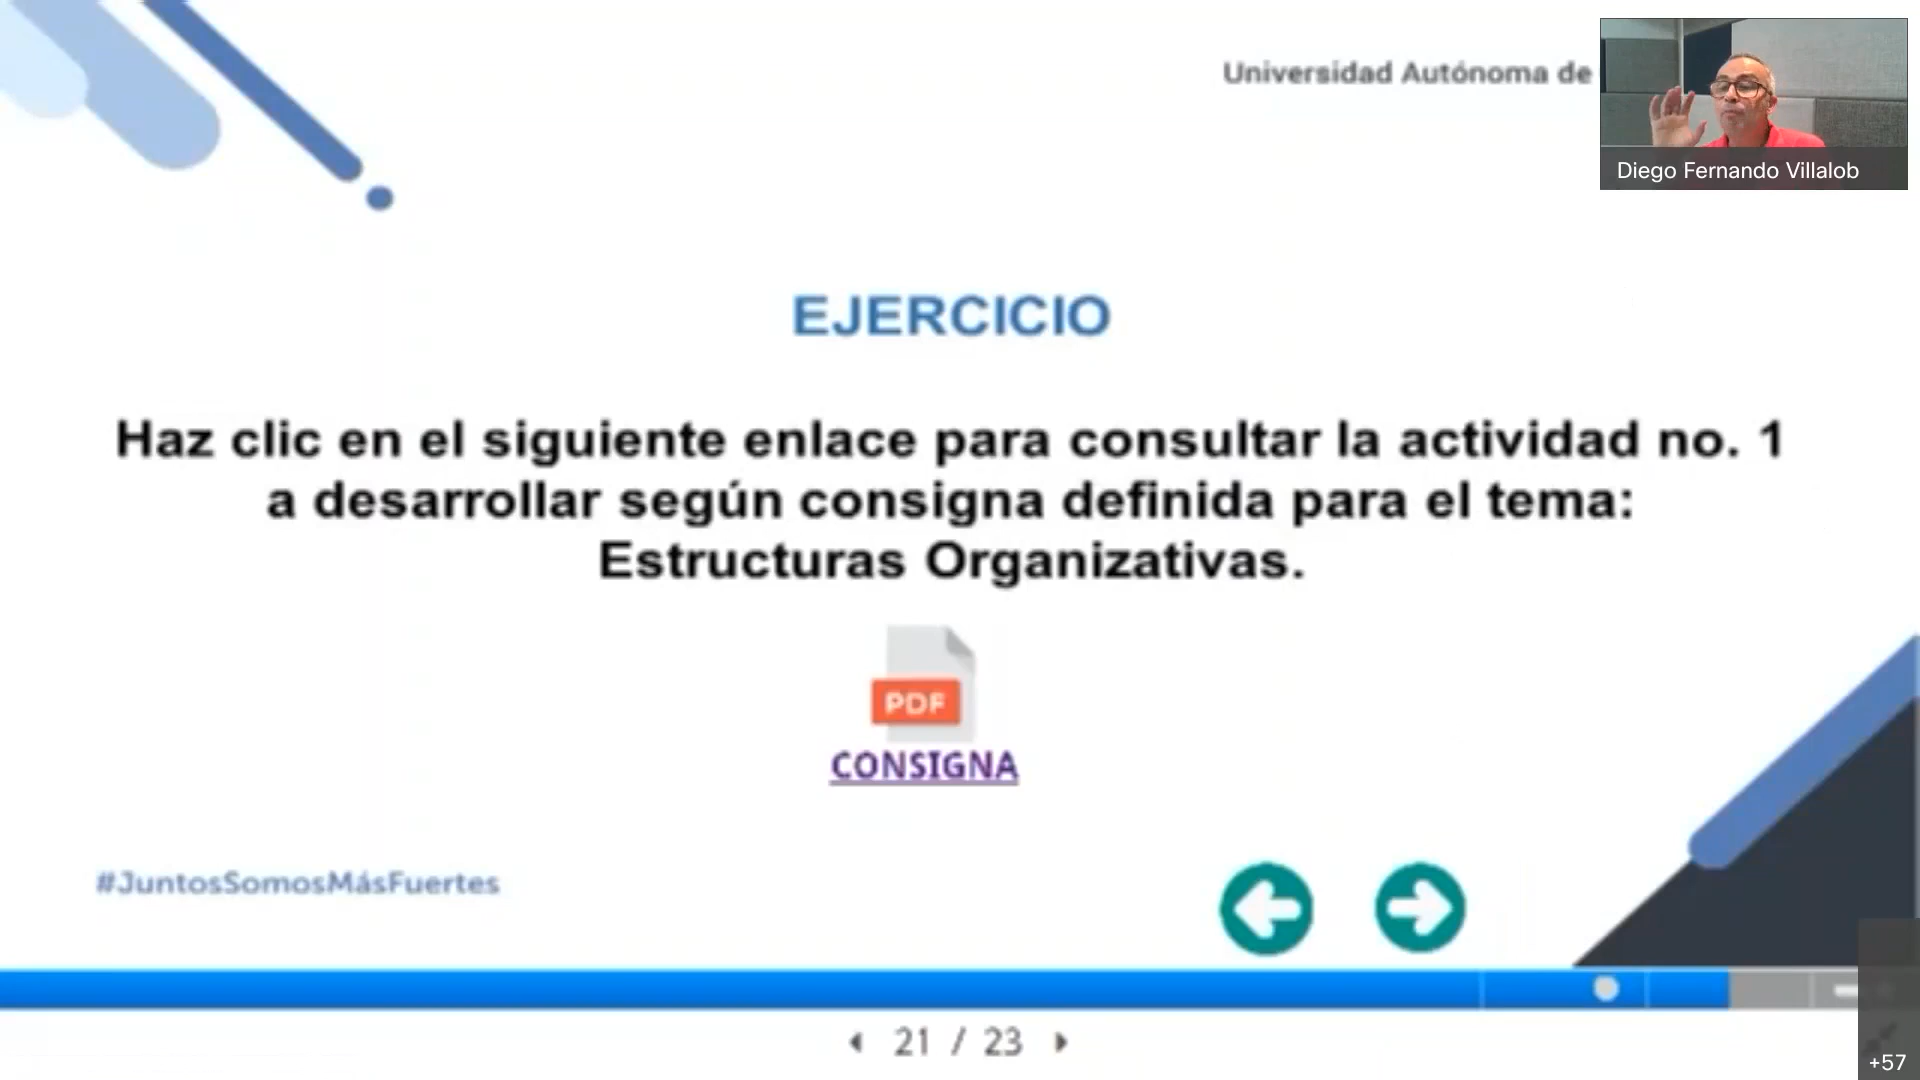 Universidad Autónoma de
Diego Fernando Villalob
EJERCICIO
Haz clic en el siguiente enlace para consultar la actividad no. 1
a desarrollar según consigna definida para el tema:
Estructuras Organizativas.
PDF
CONSIGNA
#JuntosSomosMásFuertes
21 / 23
+57